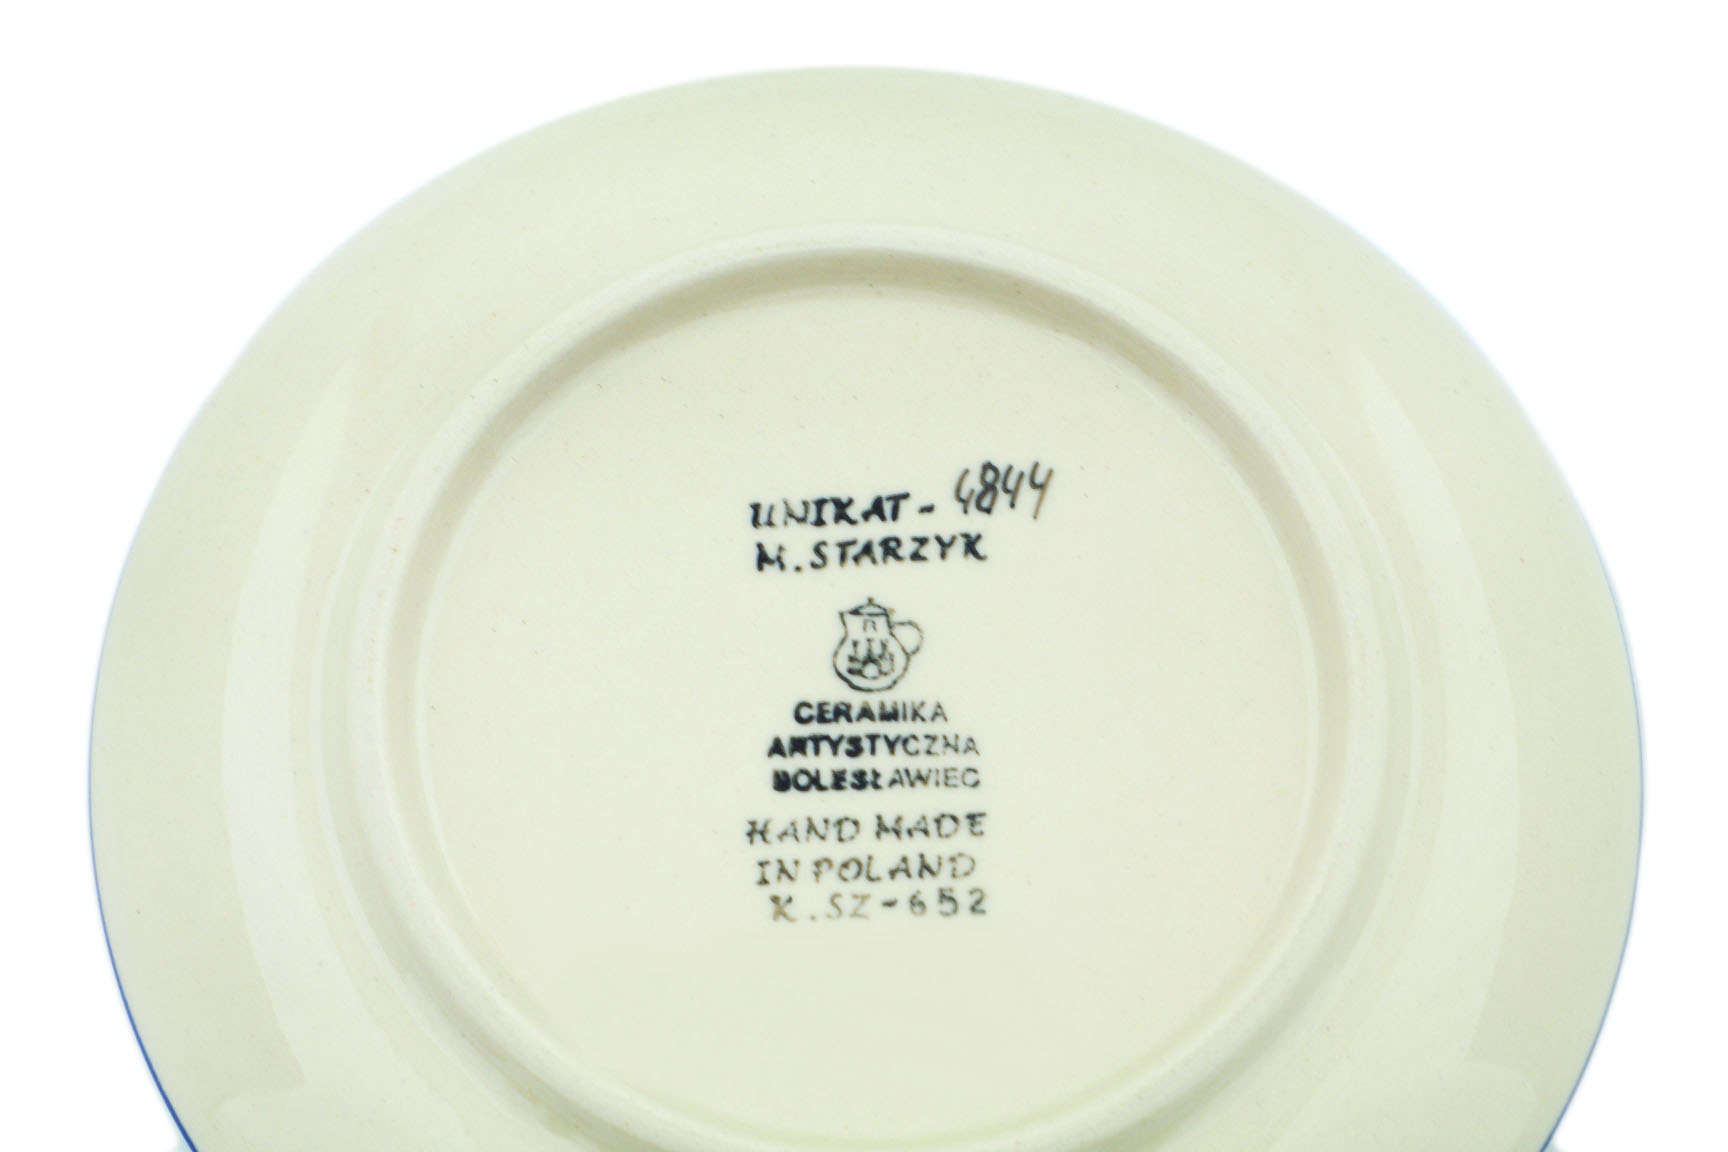 UNIKAT - 4844
M. STARZYK
CERAMIKA
ARTYSTYCZNA
BOLESŁAWIEC
HAND MADE
IN POLAND
K. SZ - 652